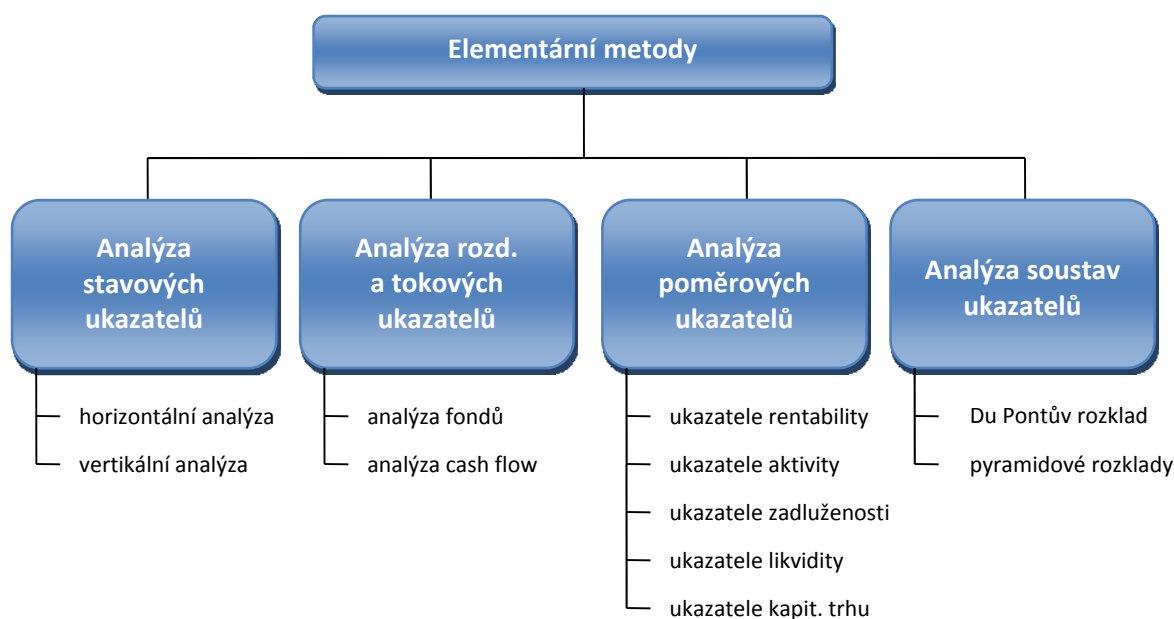 Elementární metody
Analýza
stavových
ukazatelů
Analýza rozd.
a tokových
ukazatelů
Analýza
poměrových
ukazatelů
Analýza soustav
ukazatelů
horizontální analýza
vertikální analýza
analýza fondů
analýza cash flow
ukazatele rentability
ukazatele aktivity
ukazatele zadluženosti
ukazatele likvidity
ukazatele kapit. trhu
Du Pontův rozklad
pyramidové rozklady